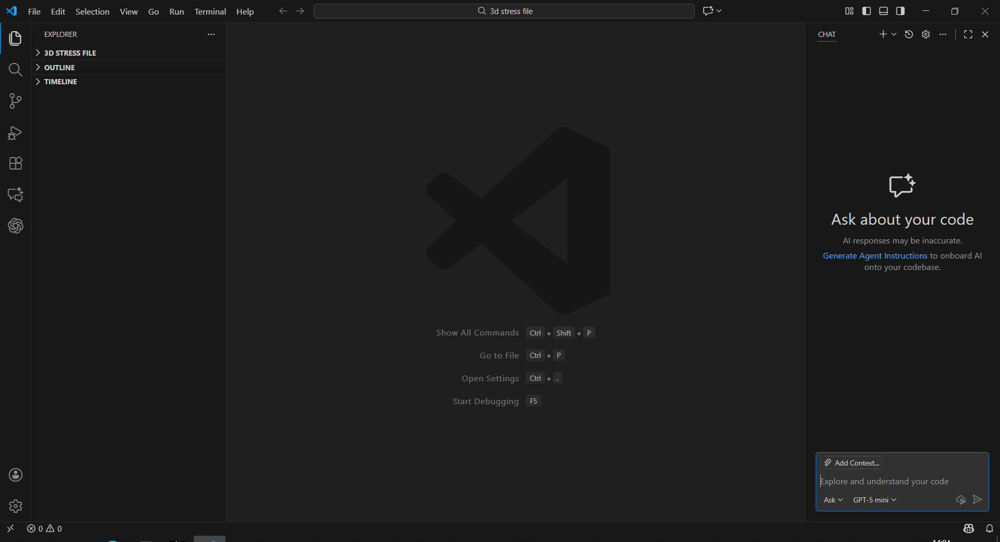 File Edit Selection View Go Run Terminal Help
3d stress file
EXPLORER
3D STRESS FILE
OUTLINE
TIMELINE
Show All Commands Ctrl + Shift + P
Go to File Ctrl + P
Open Settings Ctrl + ,
Start Debugging F5
CHAT
Ask about your code
AI responses may be inaccurate.
Generate Agent Instructions to onboard AI
onto your codebase.
Add Context...
Explore and understand your code
Ask GPT-5 mini
0 0